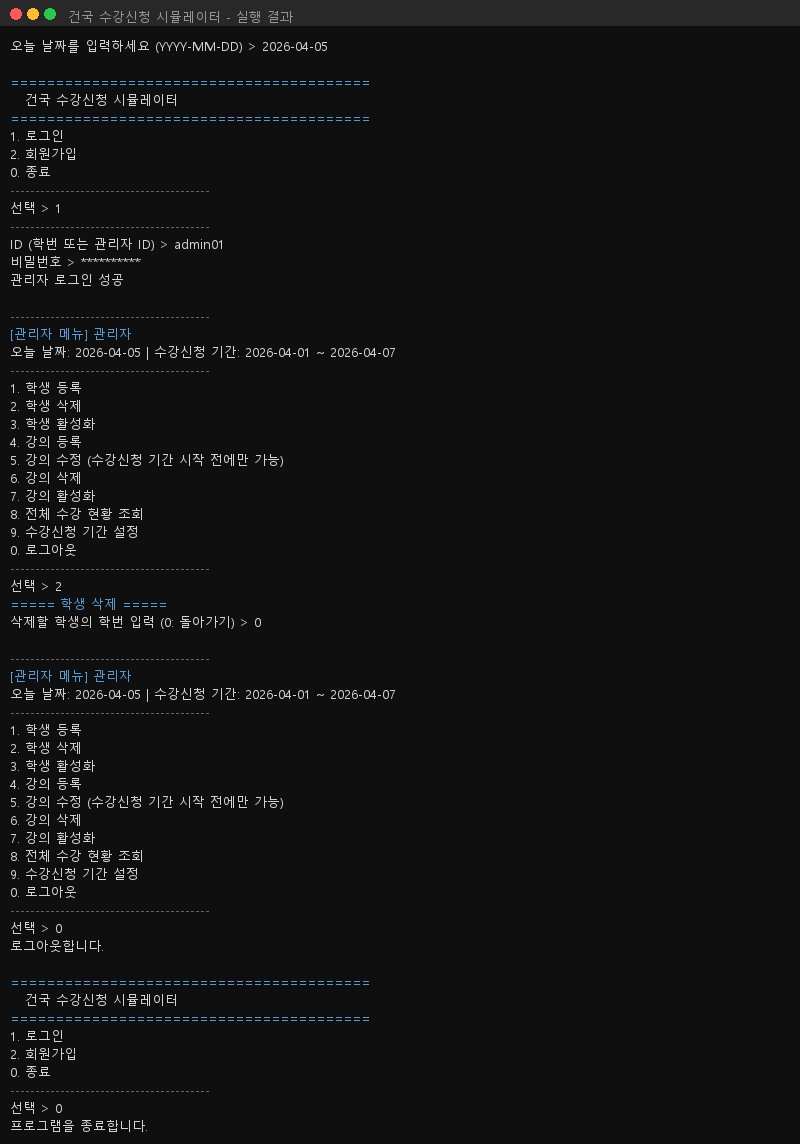 건국 수강신청 시뮬레이터 - 실행 결과
오늘 날짜를 입력하세요 (YYYY-MM-DD) > 2026-04-05
========================================
건국 수강신청 시뮬레이터
========================================
1. 로그인
2. 회원가입
0. 종료
----------------------------------------
선택 > 1
----------------------------------------
ID (학번 또는 관리자 ID) > admin01
비밀번호 > **********
관리자 로그인 성공
----------------------------------------
[관리자 메뉴] 관리자
오늘 날짜: 2026-04-05 | 수강신청 기간: 2026-04-01 ~ 2026-04-07
----------------------------------------
1. 학생 등록
2. 학생 삭제
3. 학생 활성화
4. 강의 등록
5. 강의 수정 (수강신청 기간 시작 전에만 가능)
6. 강의 삭제
7. 강의 활성화
8. 전체 수강 현황 조회
9. 수강신청 기간 설정
0. 로그아웃
----------------------------------------
선택 > 2
===== 학생 삭제 =====
삭제할 학생의 학번 입력 (0: 돌아가기) > 0
----------------------------------------
[관리자 메뉴] 관리자
오늘 날짜: 2026-04-05 | 수강신청 기간: 2026-04-01 ~ 2026-04-07
----------------------------------------
1. 학생 등록
2. 학생 삭제
3. 학생 활성화
4. 강의 등록
5. 강의 수정 (수강신청 기간 시작 전에만 가능)
6. 강의 삭제
7. 강의 활성화
8. 전체 수강 현황 조회
9. 수강신청 기간 설정
0. 로그아웃
----------------------------------------
선택 > 0
로그아웃합니다.
========================================
건국 수강신청 시뮬레이터
========================================
1. 로그인
2. 회원가입
0. 종료
----------------------------------------
선택 > 0
프로그램을 종료합니다.